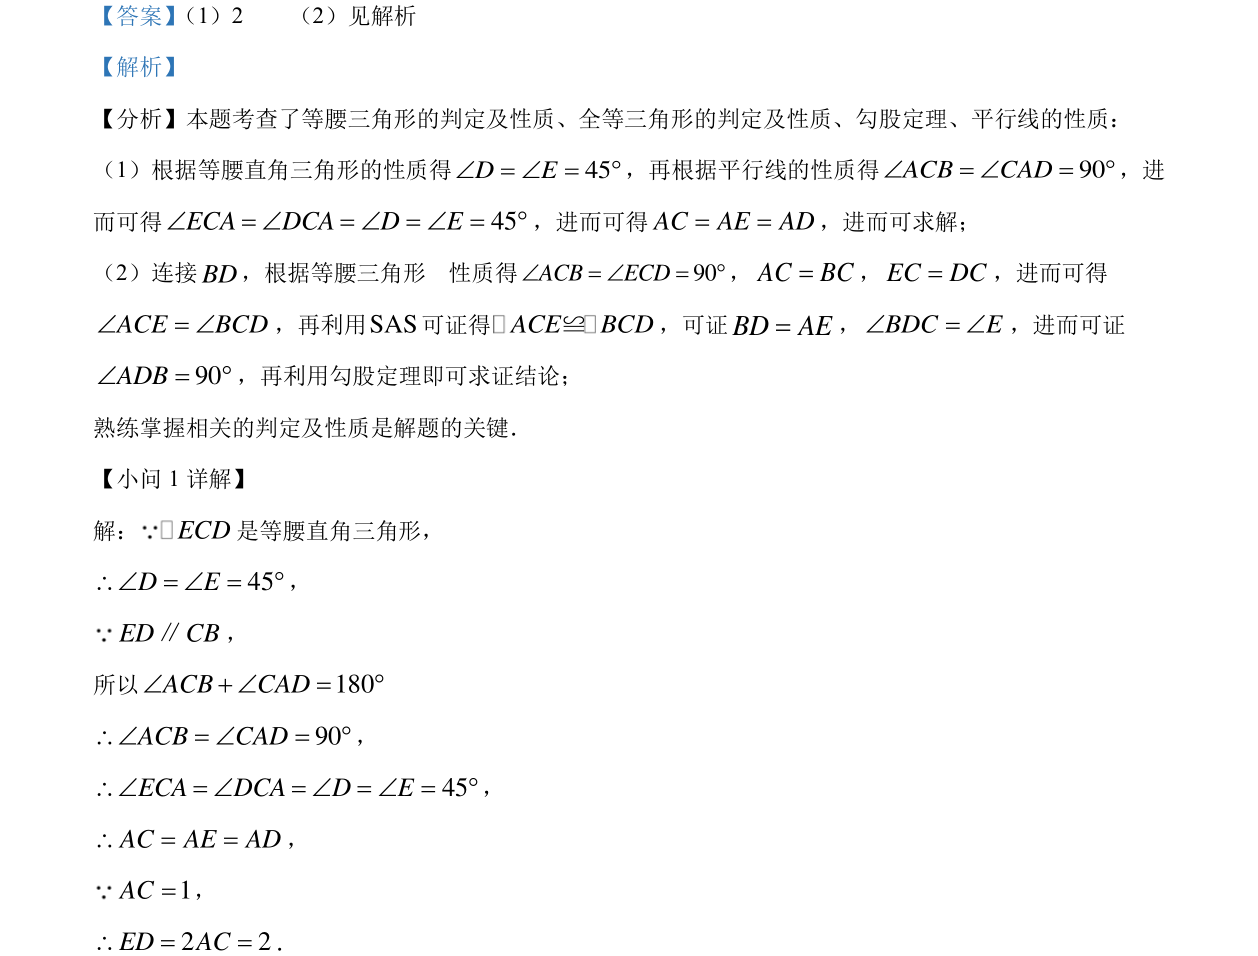 【答案】（1）2 （2）见解析
【解析】
【分析】本题考查了等腰三角形的判定及性质、全等三角形的判定及性质、勾股定理、平行线的性质：
（1）根据等腰直角三角形的性质得∠D = ∠E = 45°，再根据平行线的性质得∠ACB = ∠CAD = 90°，进
而可得∠ECA = ∠DCA = ∠D = ∠E = 45°，进而可得 AC = AE = AD，进而可求解；
（2）连接 BD，根据等腰三角形 性质得∠ACB = ∠ECD = 90°， AC = BC， EC = DC，进而可得
∠ACE = ∠BCD，再利用SAS可证得□ACE≌□BCD，可证 BD = AE， ∠BDC = ∠E，进而可证
∠ADB = 90°，再利用勾股定理即可求证结论；
熟练掌握相关的判定及性质是解题的关键．
【小问 1 详解】
解：∵□ECD 是等腰直角三角形，
∴∠D = ∠E = 45°，
∵ ED∥CB，
所以∠ACB + ∠CAD = 180°
∴∠ACB = ∠CAD = 90°，
∴∠ECA = ∠DCA = ∠D = ∠E = 45°，
∴ AC = AE = AD，
∵ AC = 1，
∴ ED = 2AC = 2．